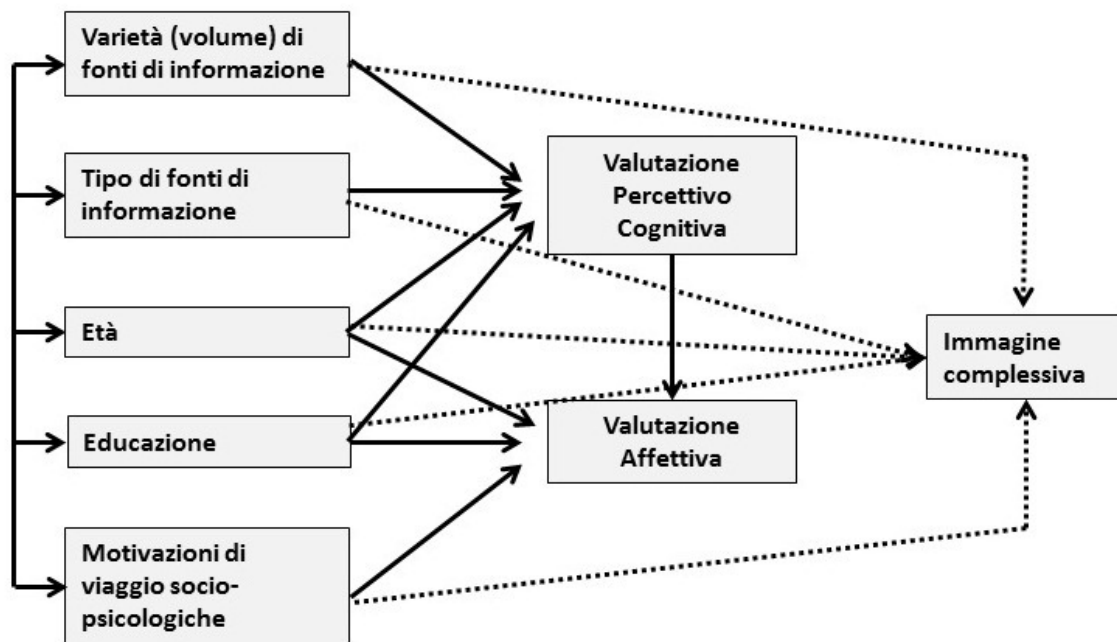 Varietà (volume) di
fonti di informazione
Tipo di fonti di
informazione
Età
Educazione
Motivazioni di
viaggio socio-
psicologiche
Valutazione
Percettivo
Cognitiva
Valutazione
Affettiva
Immagine
complessiva